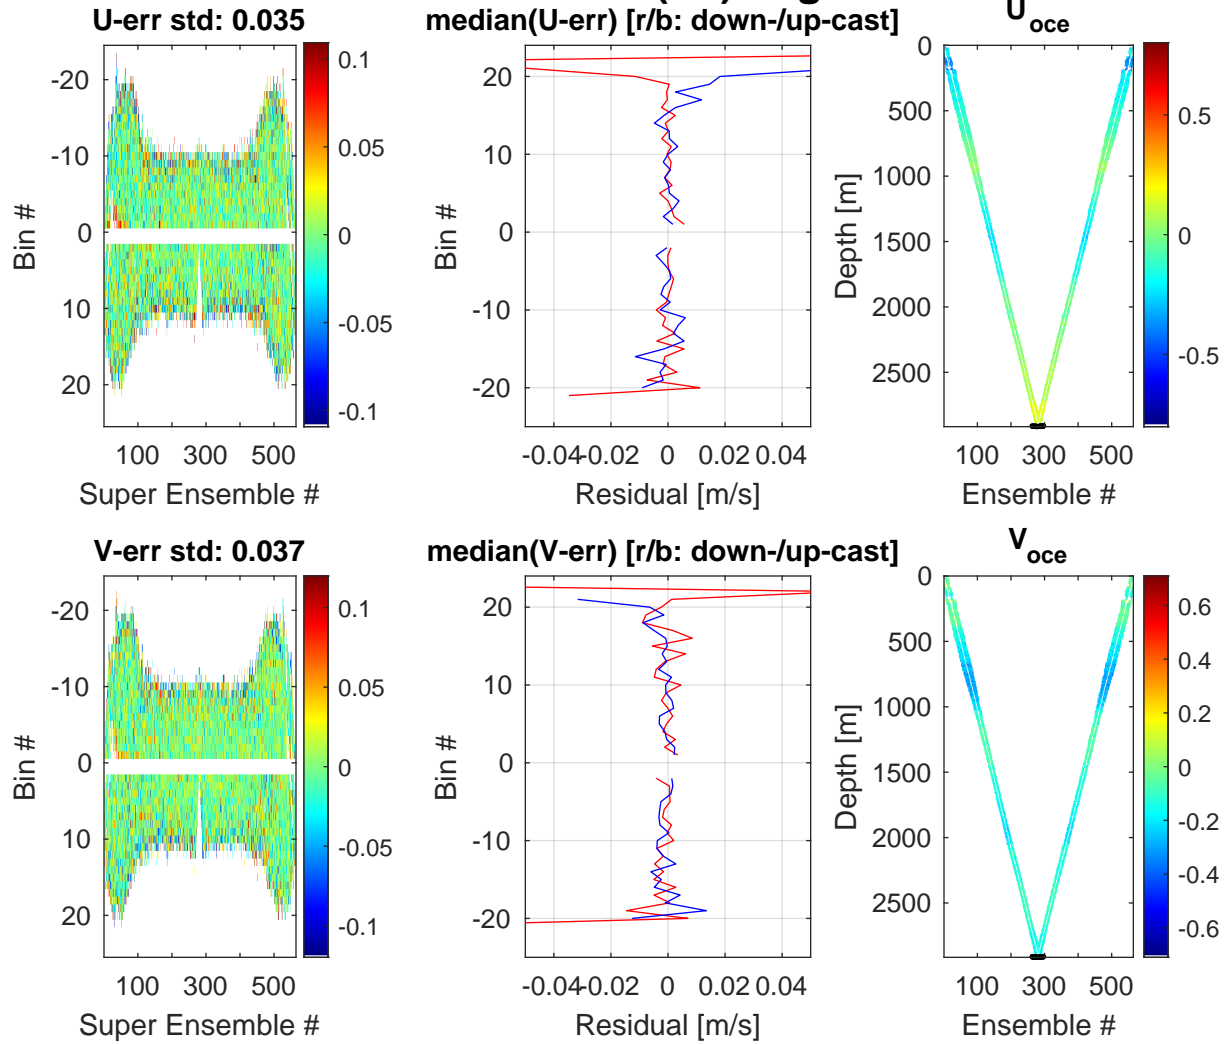 U-err std: 0.035
-20
-10
0
10
20
Bin #
100 300 500
Super Ensemble #
0.1
0.05
0
-0.05
-0.1
median(U-err) [r/b: down-/up-cast]
20
10
0
-10
-20
Bin #
-0.04 -0.02 0 0.02 0.04
Residual [m/s]
U oce
0
500
1000
1500
2000
2500
Depth [m]
100 300 500
Ensemble #
0.5
0
-0.5
V-err std: 0.037
-20
-10
0
10
20
Bin #
100 300 500
Super Ensemble #
0.1
0.05
0
-0.05
-0.1
median(V-err) [r/b: down-/up-cast]
20
10
0
-10
-20
Bin #
-0.04 -0.02 0 0.02 0.04
Residual [m/s]
V oce
0
500
1000
1500
2000
2500
Depth [m]
100 300 500
Ensemble #
0.6
0.4
0.2
0
-0.2
-0.4
-0.6